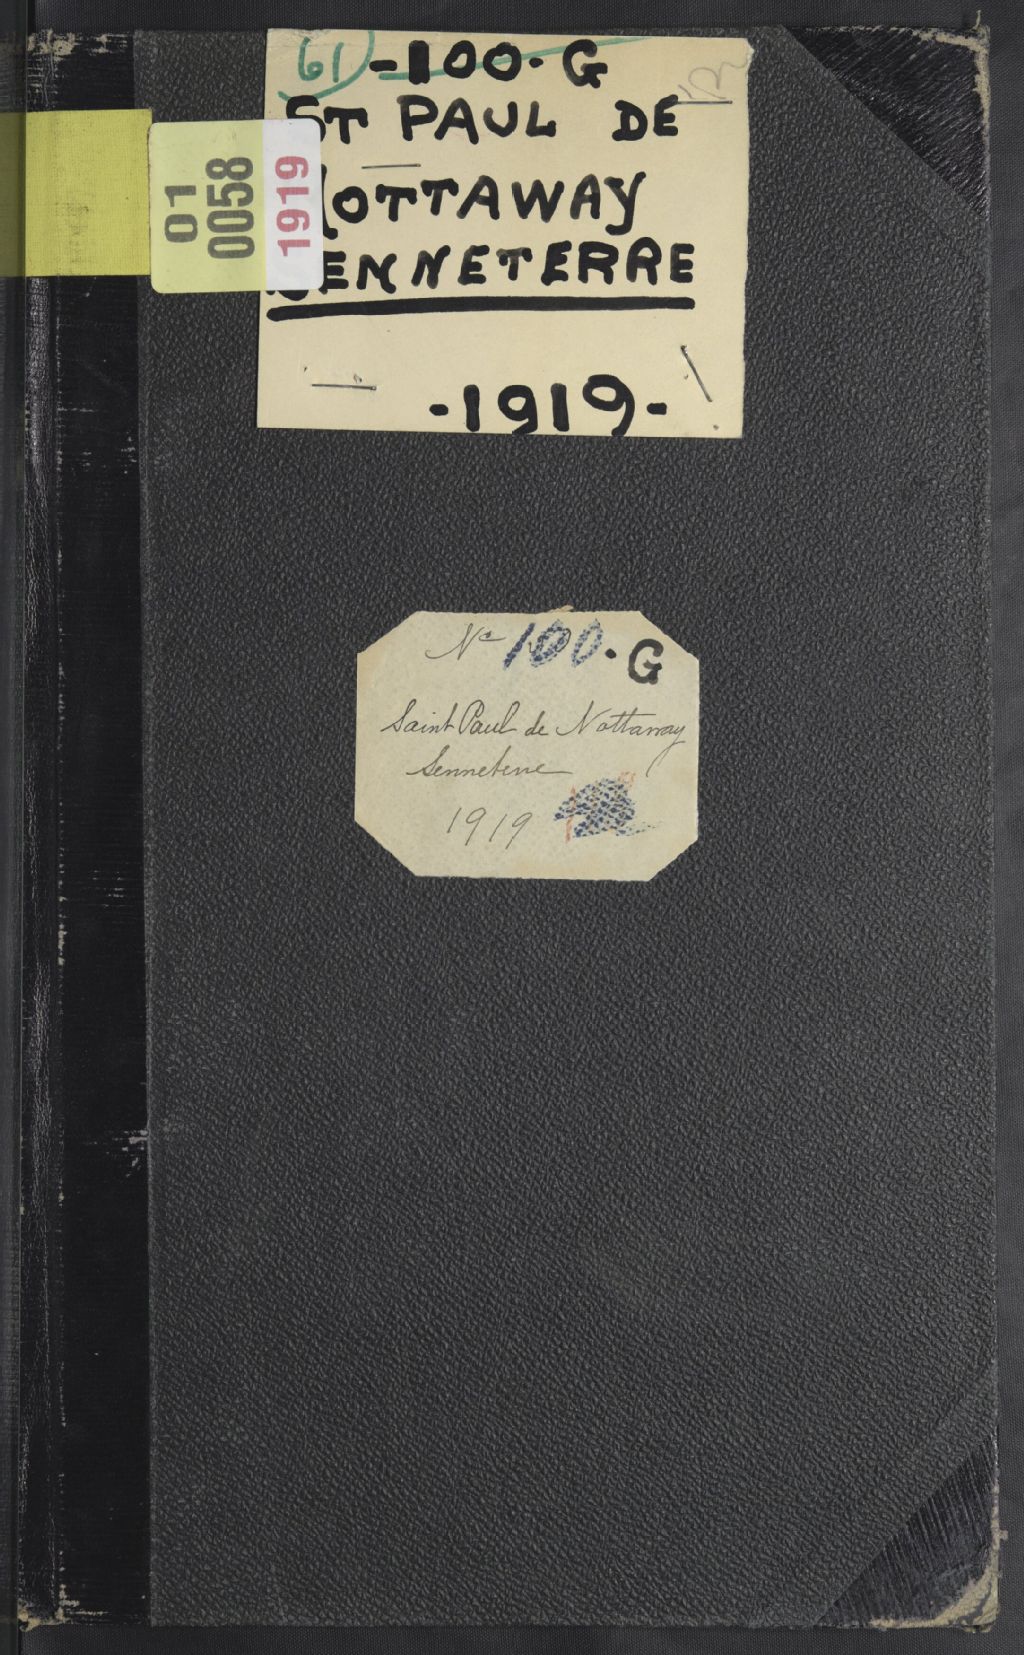 61 -100-G
ST PAUL DE
NOTTAWAY
SENNETERRE
-1919-
01
0058
1919
No 100.G
Saint Paul de Nottaway
Senneterre
1919